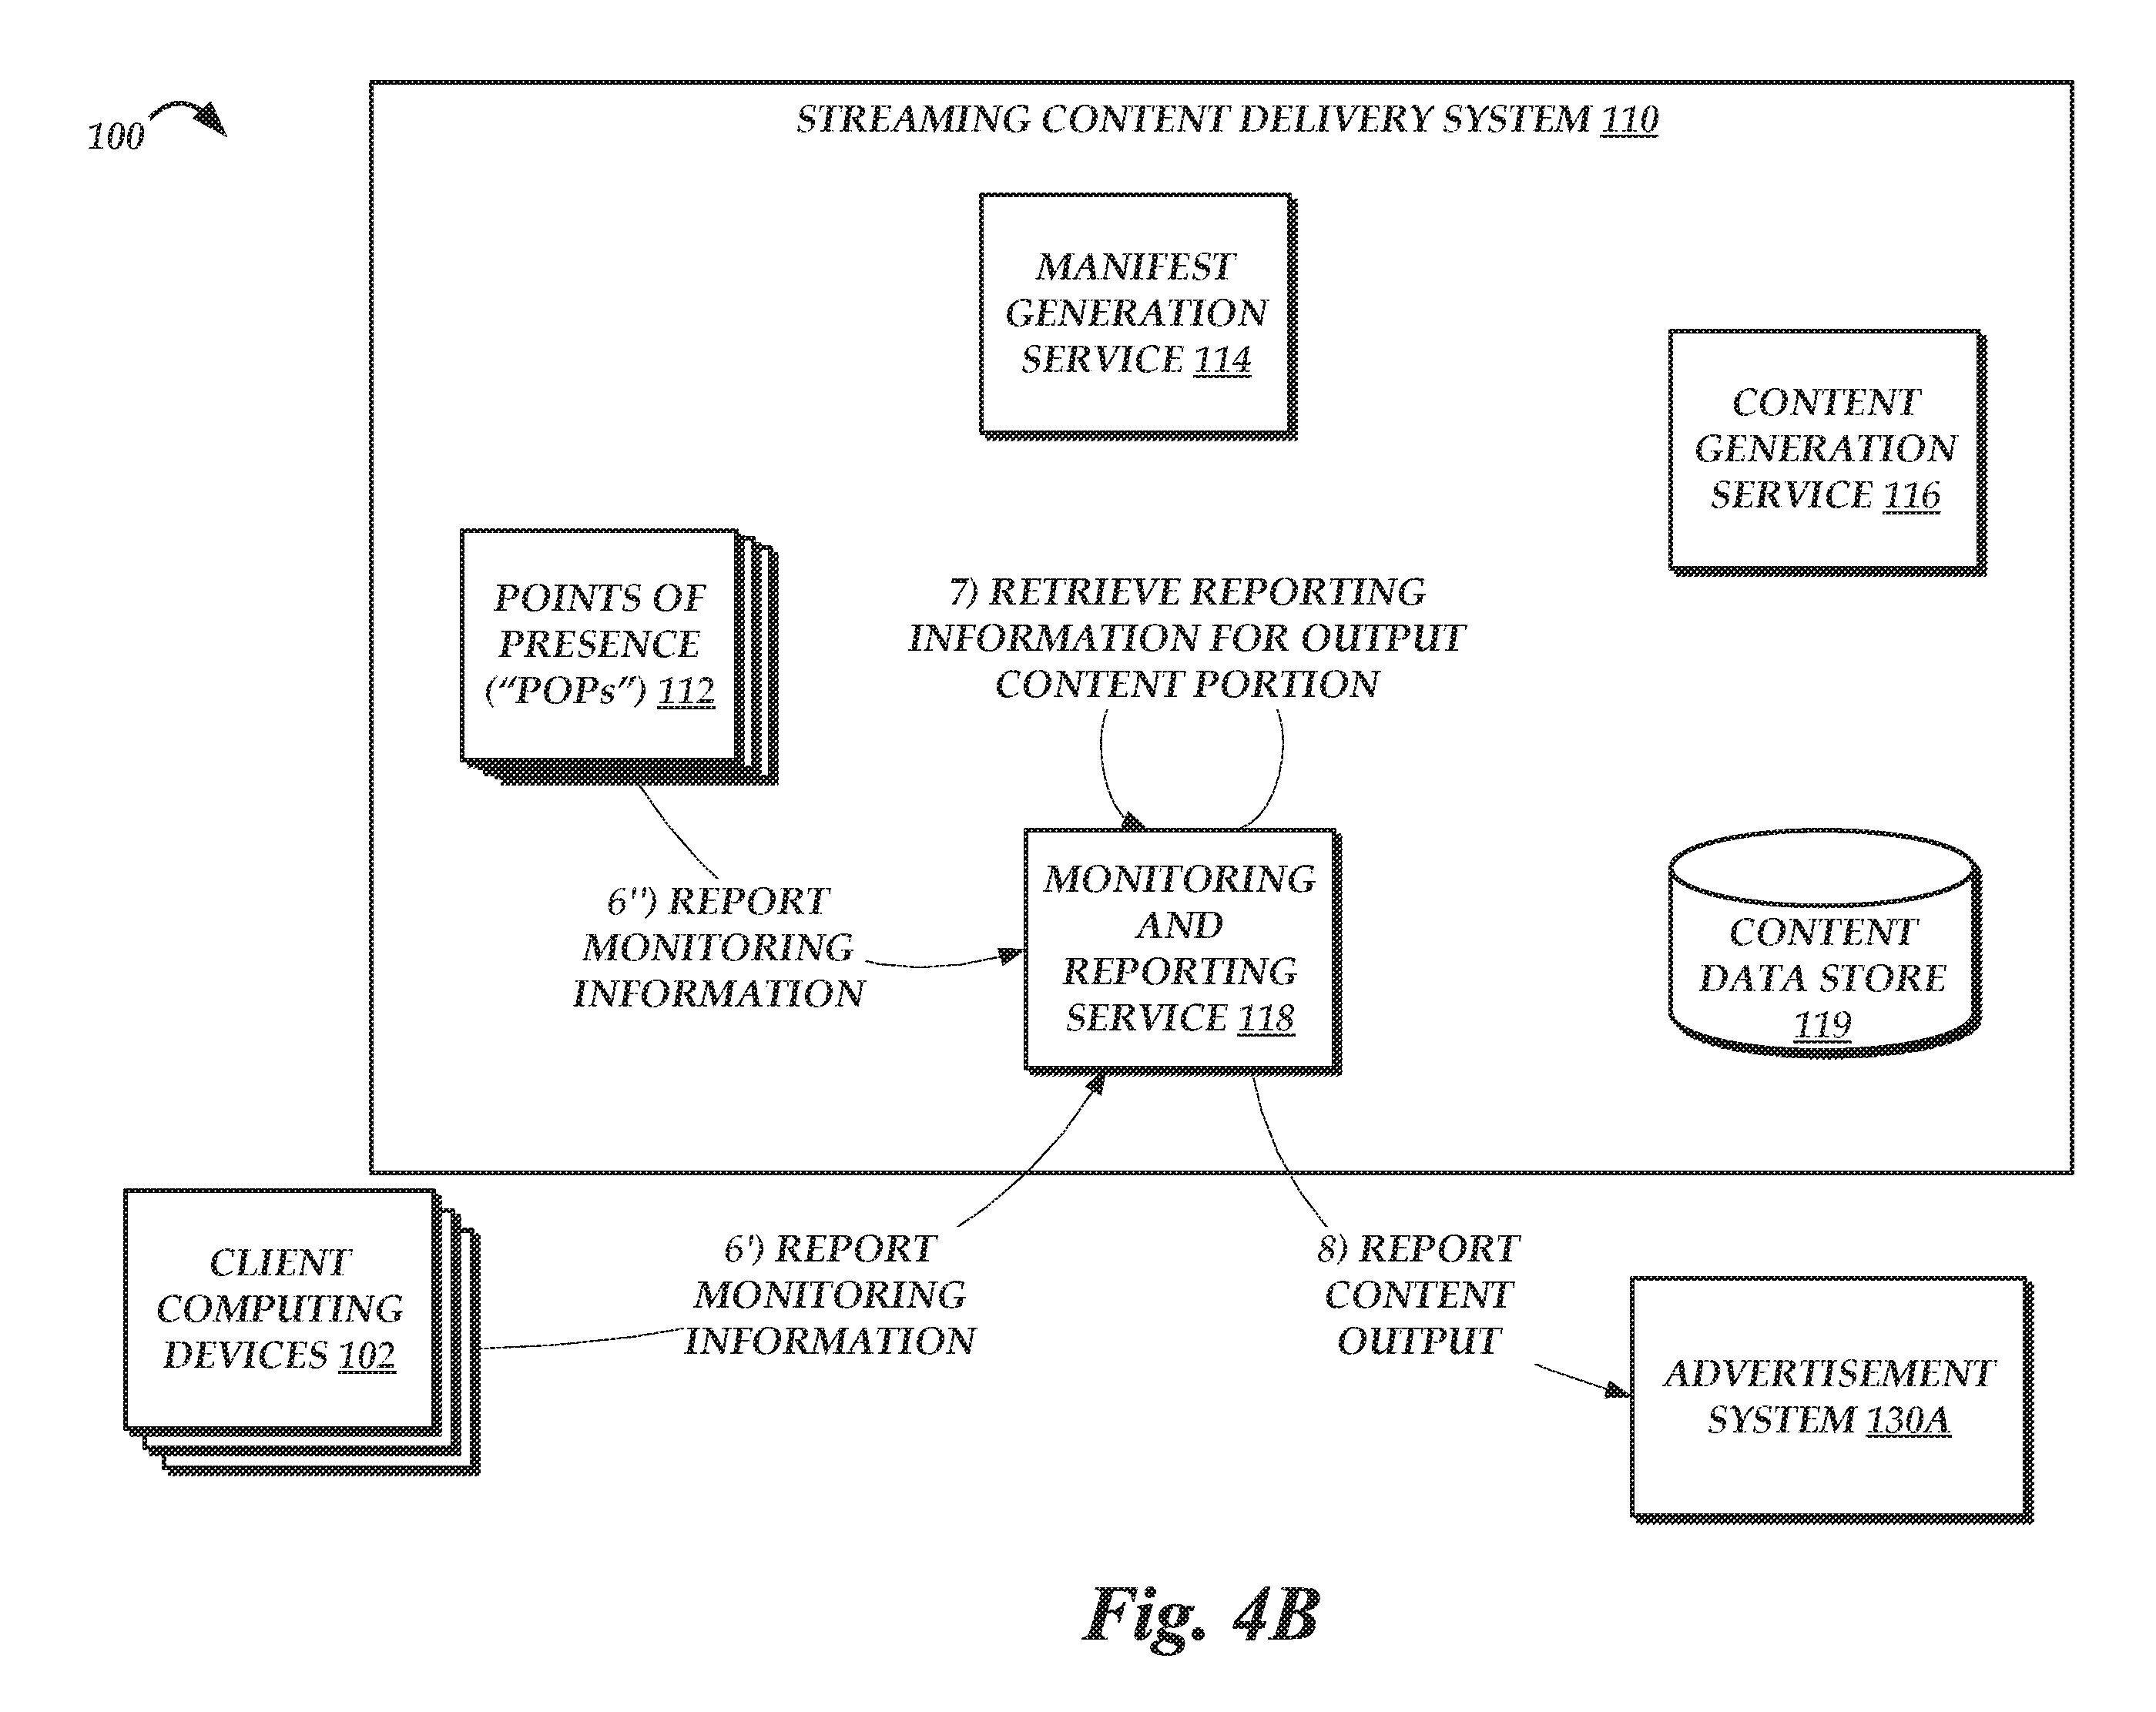 100
STREAMING CONTENT DELIVERY SYSTEM 110
MANIFEST
GENERATION
SERVICE 114
CONTENT
GENERATION
SERVICE 116
POINTS OF
PRESENCE
(“POPs”) 112
7) RETRIEVE REPORTING
INFORMATION FOR OUTPUT
CONTENT PORTION
6'') REPORT
MONITORING
INFORMATION
MONITORING
AND
REPORTING
SERVICE 118
CONTENT
DATA STORE
119
CLIENT
COMPUTING
DEVICES 102
6') REPORT
MONITORING
INFORMATION
8) REPORT
CONTENT
OUTPUT
ADVERTISEMENT
SYSTEM 130A
Fig. 4B